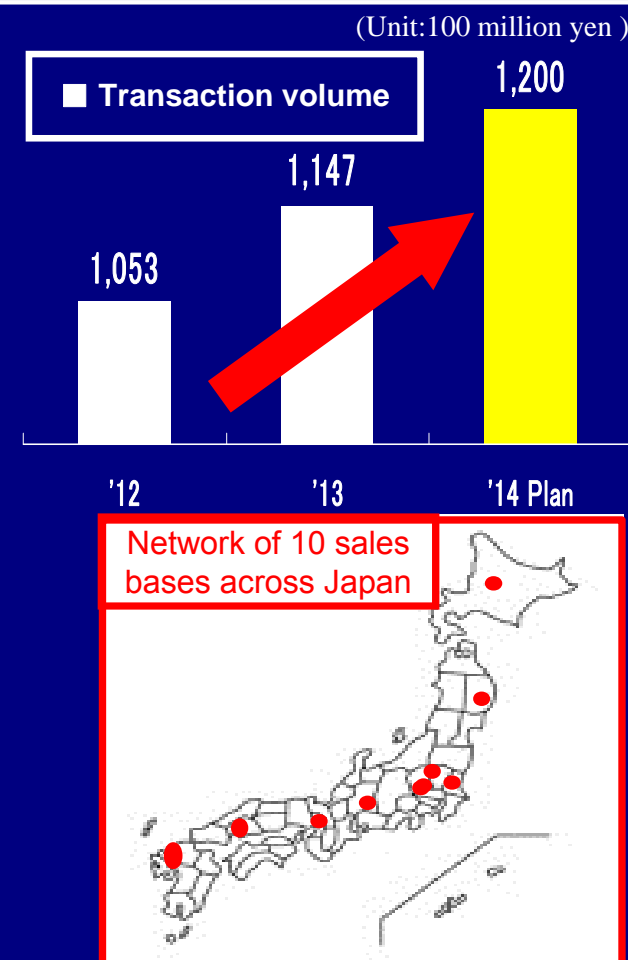 (Unit:100 million yen )
■ Transaction volume
1,200
1,147
1,053
'12 '13 '14 Plan
Network of 10 sales
bases across Japan